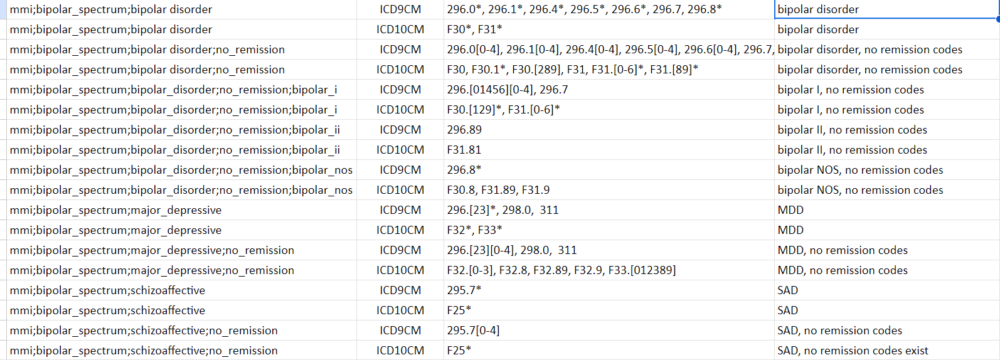 mmi;bipolar_spectrum;bipolar disorder ICD9CM 296.0*, 296.1*, 296.4*, 296.5*, 296.6*, 296.7, 296.8* bipolar disorder
mmi;bipolar_spectrum;bipolar disorder ICD10CM F30*, F31* bipolar disorder
mmi;bipolar_spectrum;bipolar disorder;no_remission ICD9CM 296.0[0-4], 296.1[0-4], 296.4[0-4], 296.5[0-4], 296.6[0-4], 296.7, bipolar disorder, no remission codes
mmi;bipolar_spectrum;bipolar disorder;no_remission ICD10CM F30, F30.1*, F30.[289], F31, F31.[0-6]*, F31.[89]* bipolar disorder, no remission codes
mmi;bipolar_spectrum;bipolar_disorder;no_remission;bipolar_i ICD9CM 296.[01456][0-4], 296.7 bipolar I, no remission codes
mmi;bipolar_spectrum;bipolar_disorder;no_remission;bipolar_i ICD10CM F30.[129]*, F31.[0-6]* bipolar I, no remission codes
mmi;bipolar_spectrum;bipolar_disorder;no_remission;bipolar_ii ICD9CM 296.89 bipolar II, no remission codes
mmi;bipolar_spectrum;bipolar_disorder;no_remission;bipolar_ii ICD10CM F31.81 bipolar II, no remission codes
mmi;bipolar_spectrum;bipolar_disorder;no_remission;bipolar_nos ICD9CM 296.8* bipolar NOS, no remission codes
mmi;bipolar_spectrum;bipolar_disorder;no_remission;bipolar_nos ICD10CM F30.8, F31.89, F31.9 bipolar NOS, no remission codes
mmi;bipolar_spectrum;major_depressive ICD9CM 296.[23]*, 298.0, 311 MDD
mmi;bipolar_spectrum;major_depressive ICD10CM F32*, F33* MDD
mmi;bipolar_spectrum;major_depressive;no_remission ICD9CM 296.[23][0-4], 298.0, 311 MDD, no remission codes
mmi;bipolar_spectrum;major_depressive;no_remission ICD10CM F32.[0-3], F32.8, F32.89, F32.9, F33.[012389] MDD, no remission codes
mmi;bipolar_spectrum;schizoaffective ICD9CM 295.7* SAD
mmi;bipolar_spectrum;schizoaffective ICD10CM F25* SAD
mmi;bipolar_spectrum;schizoaffective;no_remission ICD9CM 295.7[0-4] SAD, no remission codes
mmi;bipolar_spectrum;schizoaffective;no_remission ICD10CM F25* SAD, no remission codes exist